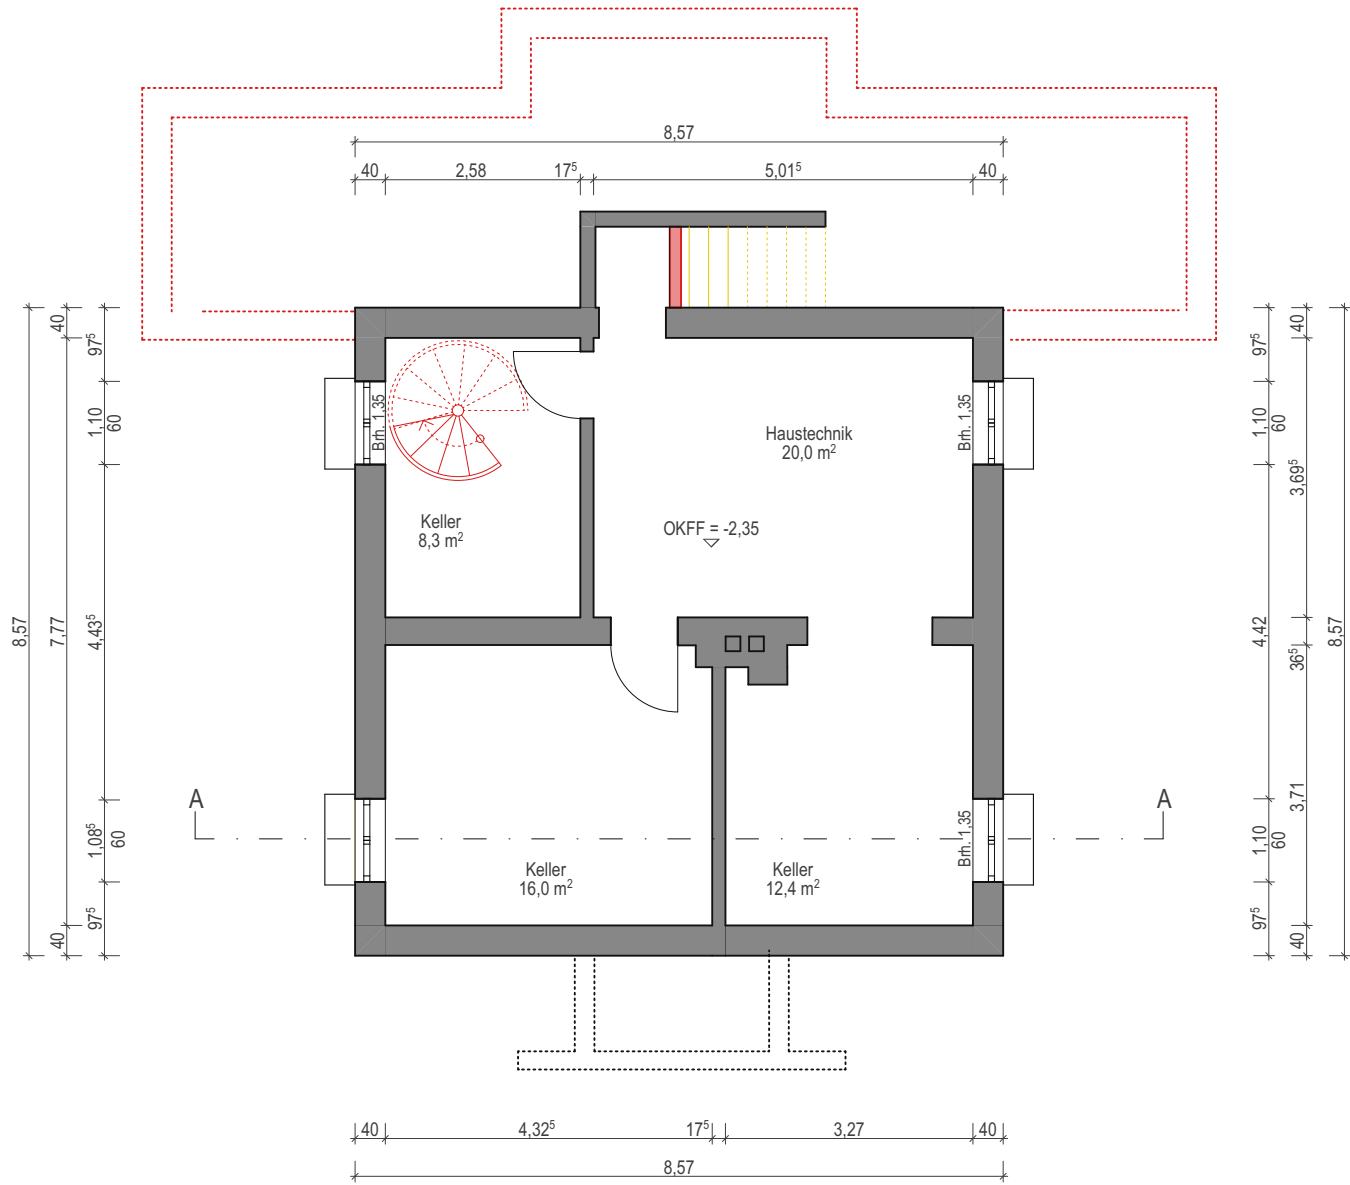 8,57
40 2,58 17⁵ 5,01⁵ 40
40
97⁵
1,10
60
Brh. 1,35
Haustechnik
20,0 m²
Brh. 1,35
97⁵
40
1,10
60
3,69⁵
Keller
8,3 m²
OKFF = -2,35
8,57
7,77
4,43⁵
4,42
36⁵
8,57
A
A
1,08⁵
60
Keller
16,0 m²
Keller
12,4 m²
Brh. 1,35
1,10
60
3,71
97⁵
40
97⁵
40
40 4,32⁵ 17⁵ 3,27 40
8,57